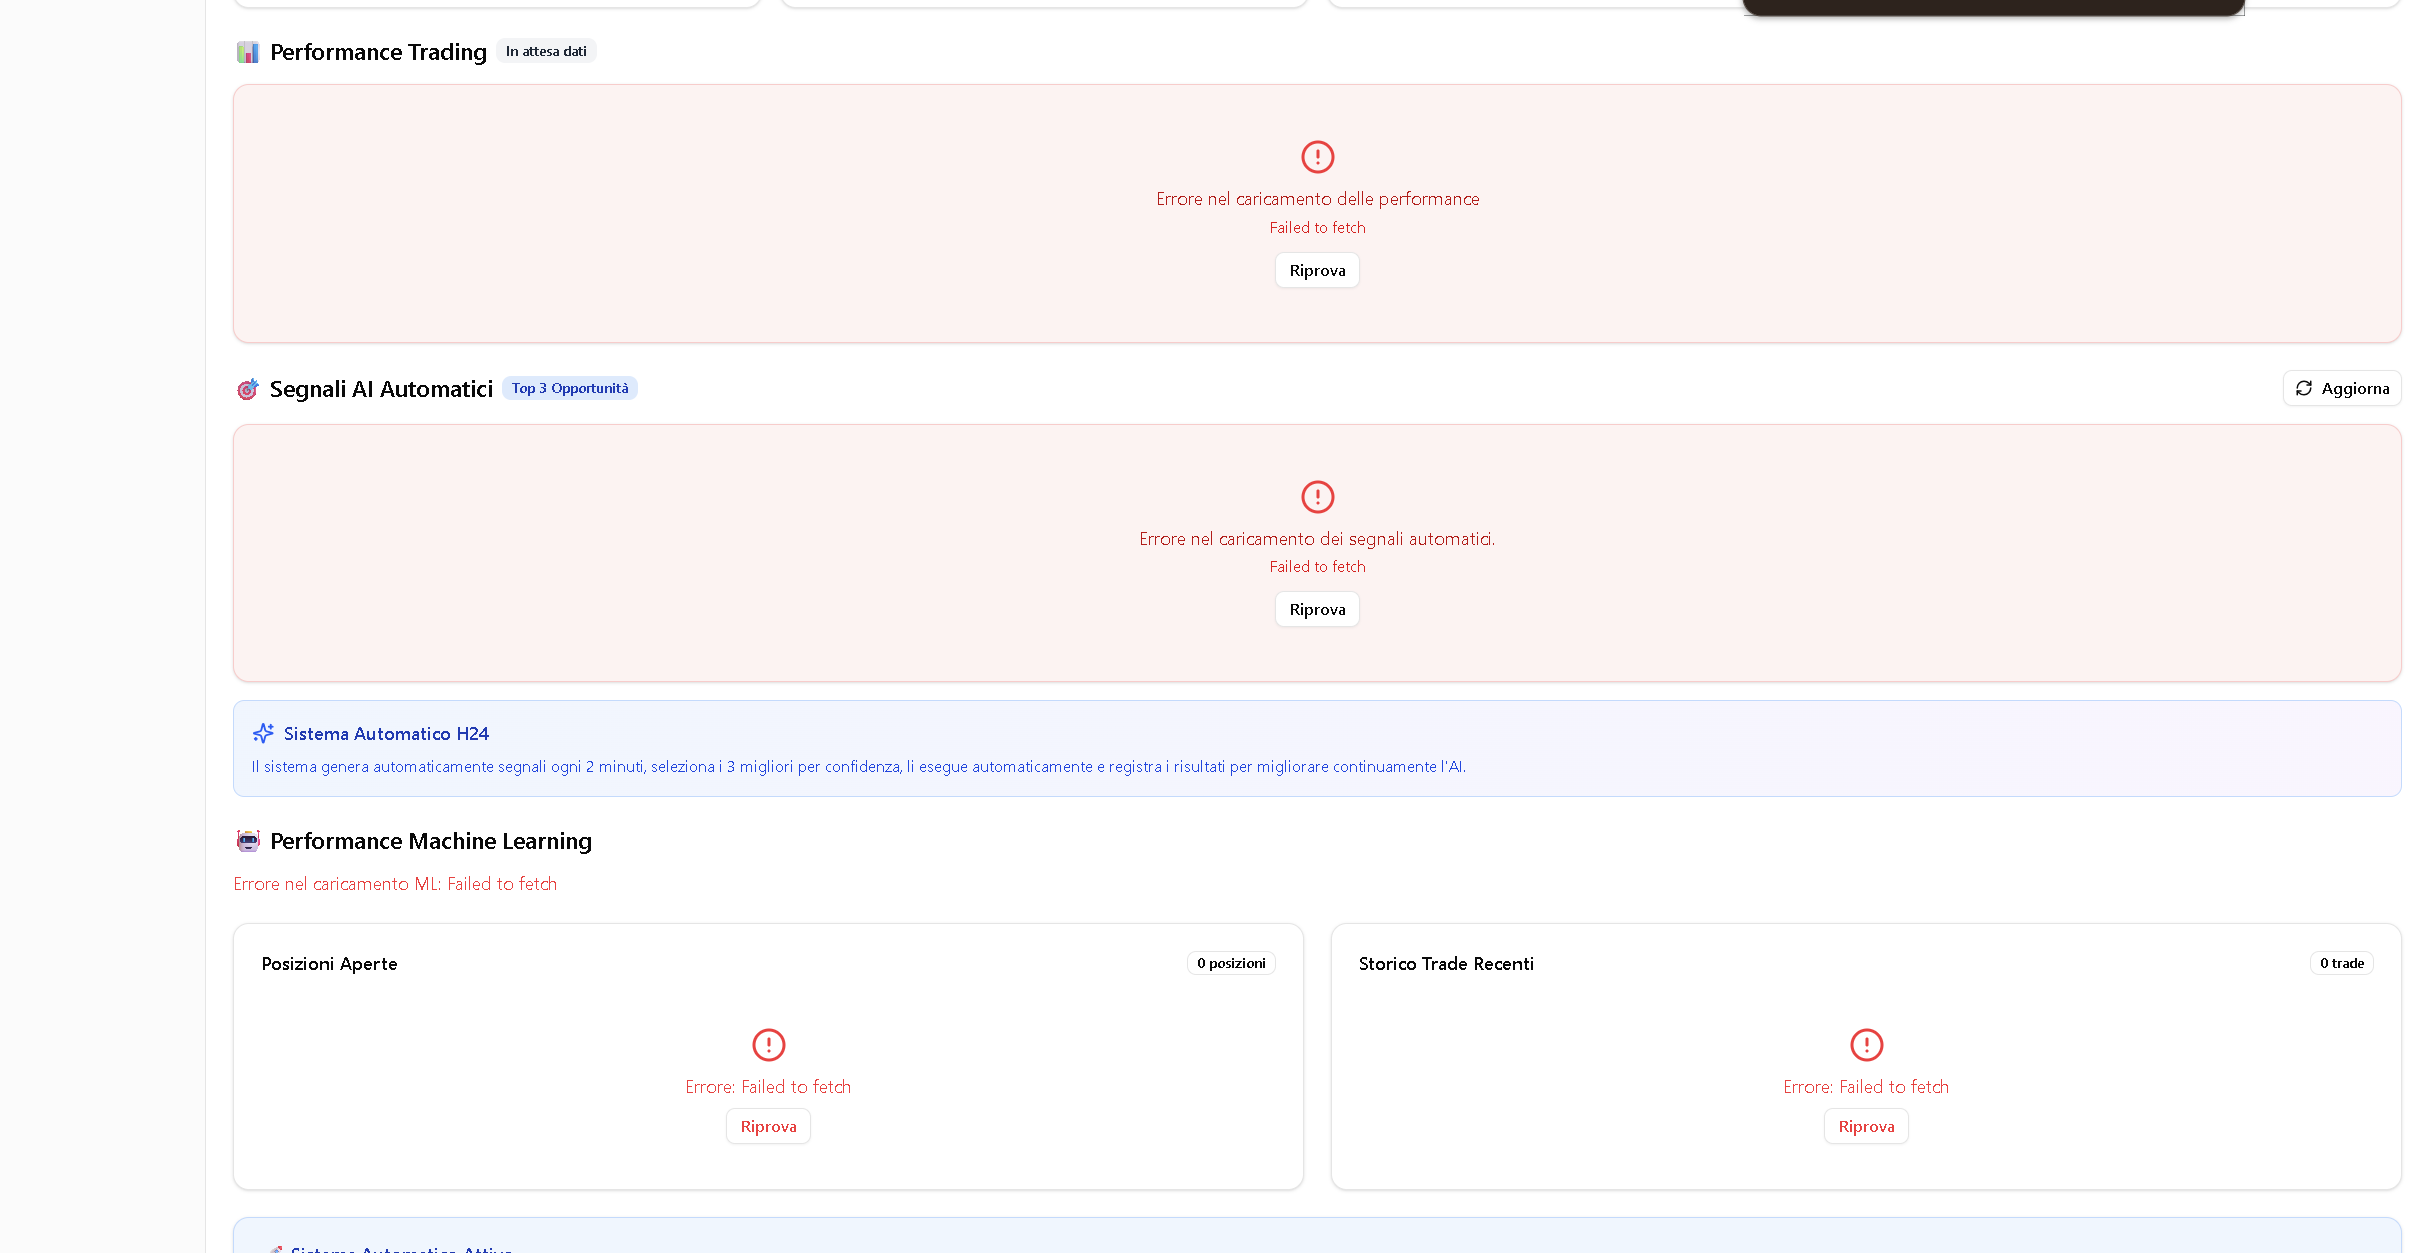 Performance Trading
In attesa dati
Errore nel caricamento delle performance
Failed to fetch
Riprova
Segnali AI Automatici
Top 3 Opportunità
Aggiorna
Errore nel caricamento dei segnali automatici.
Failed to fetch
Riprova
Sistema Automatico H24
Il sistema genera automaticamente segnali ogni 2 minuti, seleziona i 3 migliori per confidenza, li esegue automaticamente e registra i risultati per migliorare continuamente l'AI.
Performance Machine Learning
Errore nel caricamento ML: Failed to fetch
Posizioni Aperte
0 posizioni
Errore: Failed to fetch
Riprova
Storico Trade Recenti
0 trade
Errore: Failed to fetch
Riprova
Sistema Automatico Attivo